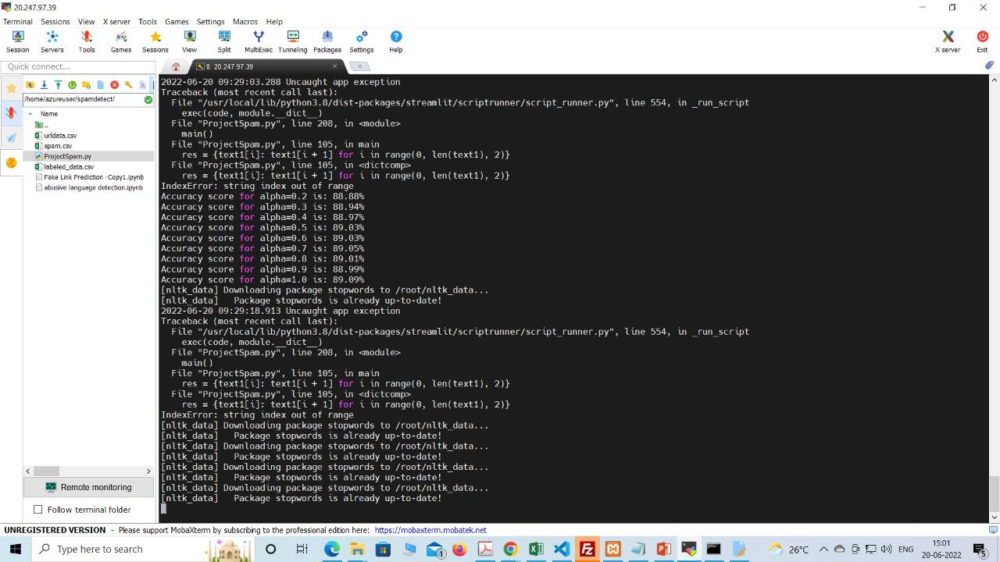 20.247.97.39
Terminal Sessions View X server Tools Games Settings Macros Help
Session Servers Tools Games Sessions View Split MultiExec Tunneling Packages Settings Help X server Exit
Quick connect...
8. 20.247.97.39
/home/azureuser/spamdetect/
Name
..
urldata.csv
spam.csv
ProjectSpam.py
labeled_data.csv
Fake Link Prediction -Copy1.ipynb
abusive language detection.ipynb
Remote monitoring
Follow terminal folder
2022-06-20 09:29:03.288 Uncaught app exception
Traceback (most recent call last):
  File "/usr/local/lib/python3.8/dist-packages/streamlit/scriptrunner/script_runner.py", line 554, in _run_script
    exec(code, module.__dict__)
  File "ProjectSpam.py", line 208, in <module>
    main()
  File "ProjectSpam.py", line 105, in main
    res = {text1[i]: text1[i + 1] for i in range(0, len(text1), 2)}
  File "ProjectSpam.py", line 105, in <dictcomp>
    res = {text1[i]: text1[i + 1] for i in range(0, len(text1), 2)}
IndexError: string index out of range
Accuracy score for alpha=0.2 is: 88.88%
Accuracy score for alpha=0.3 is: 88.94%
Accuracy score for alpha=0.4 is: 88.97%
Accuracy score for alpha=0.5 is: 89.03%
Accuracy score for alpha=0.6 is: 89.03%
Accuracy score for alpha=0.7 is: 89.05%
Accuracy score for alpha=0.8 is: 89.01%
Accuracy score for alpha=0.9 is: 88.99%
Accuracy score for alpha=1.0 is: 89.09%
[nltk_data] Downloading package stopwords to /root/nltk_data...
[nltk_data]   Package stopwords is already up-to-date!
2022-06-20 09:29:18.913 Uncaught app exception
Traceback (most recent call last):
  File "/usr/local/lib/python3.8/dist-packages/streamlit/scriptrunner/script_runner.py", line 554, in _run_script
    exec(code, module.__dict__)
  File "ProjectSpam.py", line 208, in <module>
    main()
  File "ProjectSpam.py", line 105, in main
    res = {text1[i]: text1[i + 1] for i in range(0, len(text1), 2)}
  File "ProjectSpam.py", line 105, in <dictcomp>
    res = {text1[i]: text1[i + 1] for i in range(0, len(text1), 2)}
IndexError: string index out of range
[nltk_data] Downloading package stopwords to /root/nltk_data...
[nltk_data]   Package stopwords is already up-to-date!
[nltk_data] Downloading package stopwords to /root/nltk_data...
[nltk_data]   Package stopwords is already up-to-date!
[nltk_data] Downloading package stopwords to /root/nltk_data...
[nltk_data]   Package stopwords is already up-to-date!
[nltk_data] Downloading package stopwords to /root/nltk_data...
[nltk_data]   Package stopwords is already up-to-date!
UNREGISTERED VERSION - Please support MobaXterm by subscribing to the professional edition here: https://mobaxterm.mobatek.net
Type here to search
26°C
ENG
15:01
20-06-2022
5